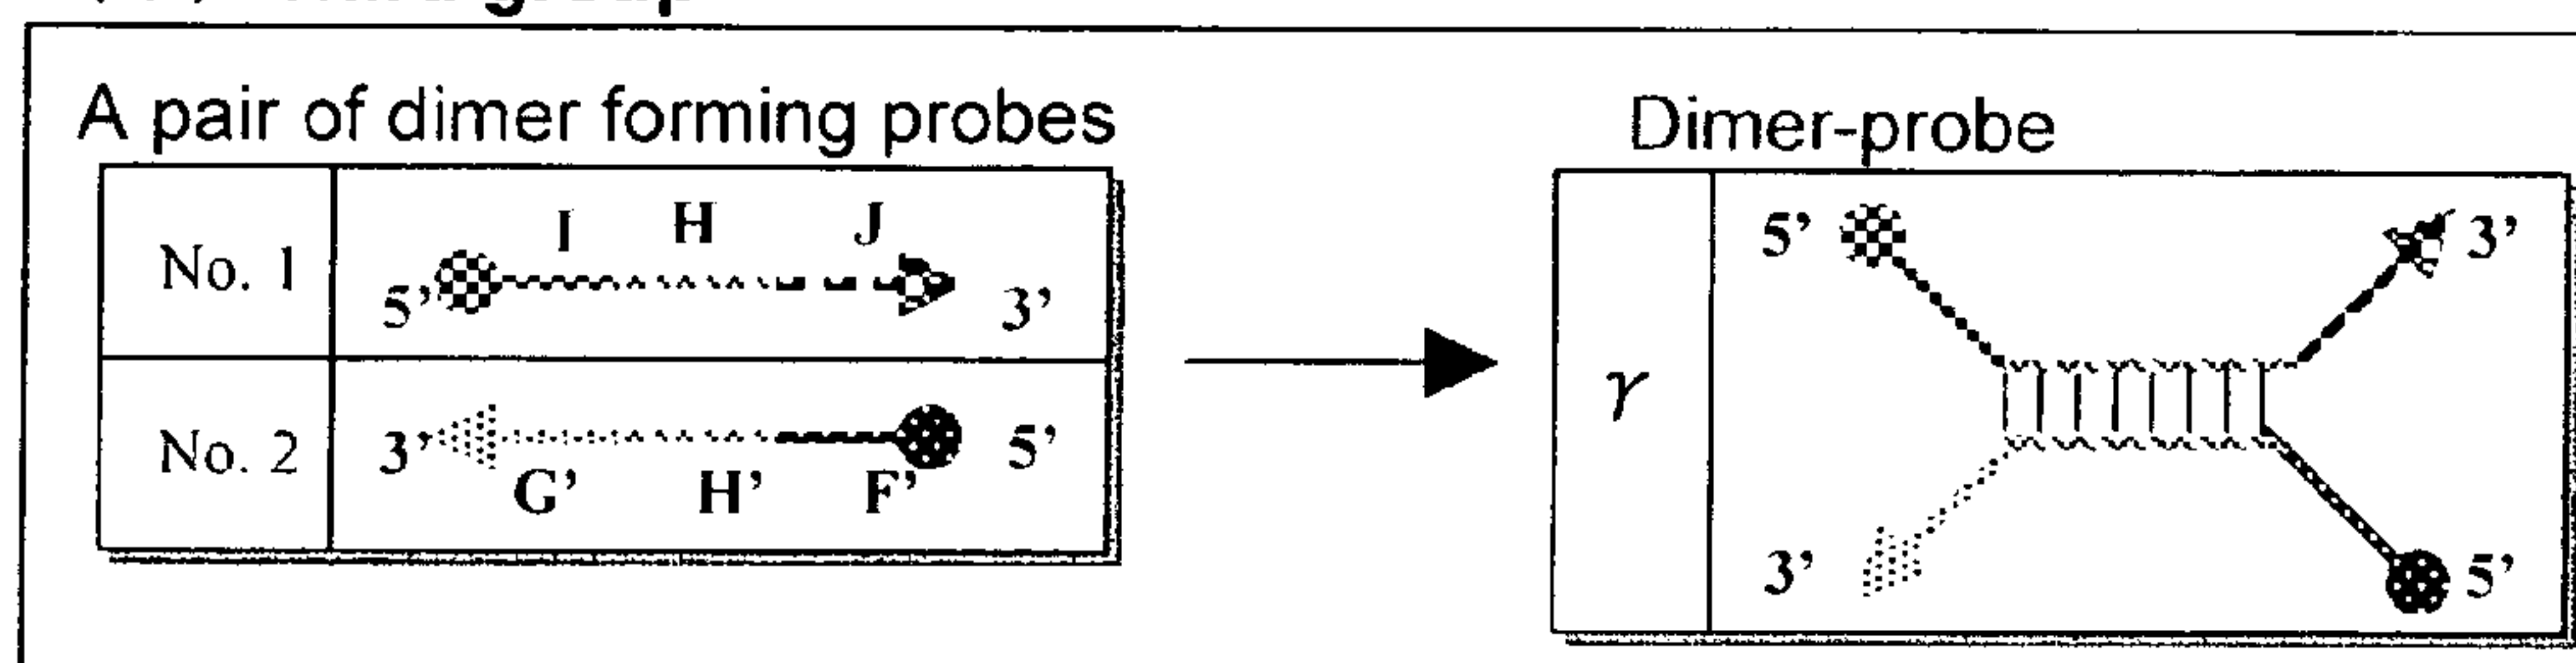 A pair of dimer forming probes
Dimer-probe
No. 1
I H J
5' 3'
No. 2
3' 5'
G' H' F'
γ
5' 3'
3' 5'